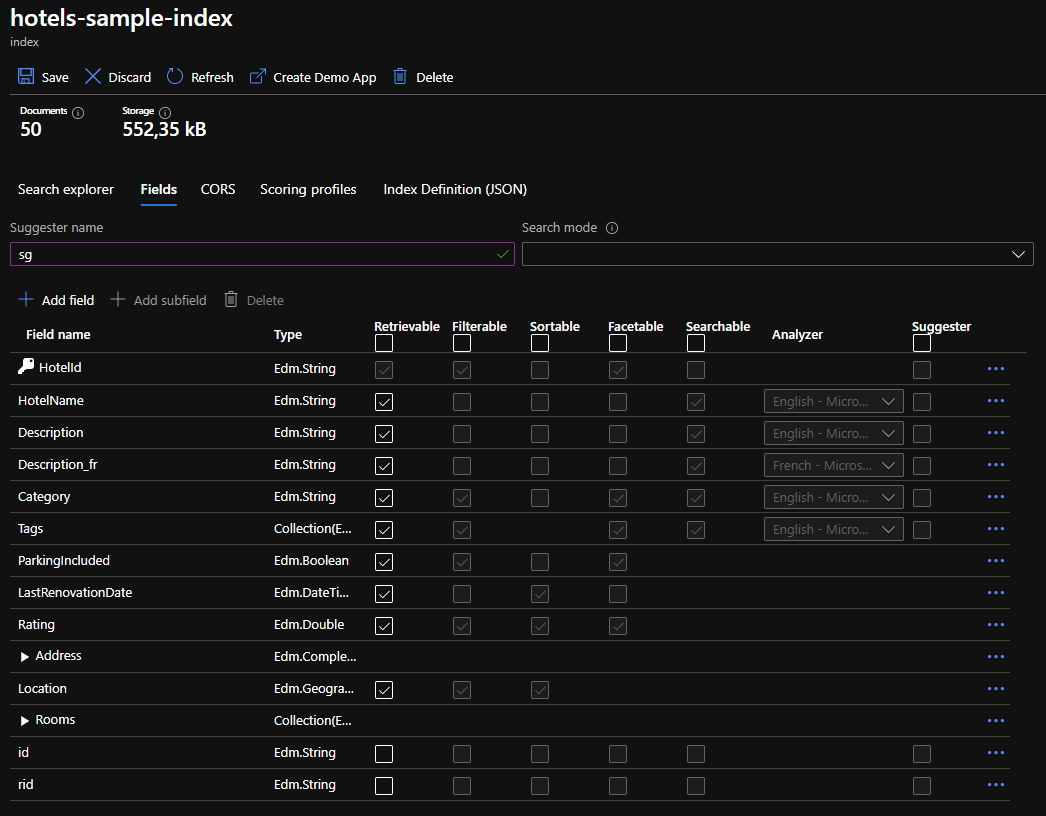 hotels-sample-index
index
Save Discard Refresh Create Demo App Delete
Documents Storage
50 552,35 kB
Search explorer Fields CORS Scoring profiles Index Definition (JSON)
Suggester name Search mode
sg
Add field Add subfield Delete
Field name Type Retrievable Filterable Sortable Facetable Searchable Analyzer Suggester
HotelId Edm.String
HotelName Edm.String English - Micro...
Description Edm.String English - Micro...
Description_fr Edm.String French - Micros...
Category Edm.String English - Micro...
Tags Collection(E... English - Micro...
ParkingIncluded Edm.Boolean
LastRenovationDate Edm.DateTi...
Rating Edm.Double
Address Edm.Comple...
Location Edm.Geogra...
Rooms Collection(E...
id Edm.String
rid Edm.String